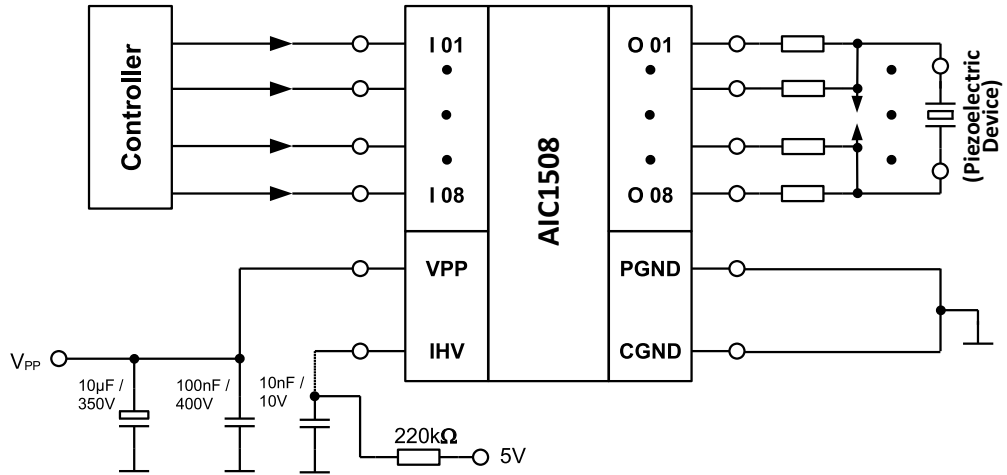 Controller
I 01
I 08
VPP
IHV
AIC1508
O 01
O 08
PGND
CGND
(Piezoelectric
Device)
VPP
10µF /
350V
100nF /
400V
10nF /
10V
220kΩ
5V